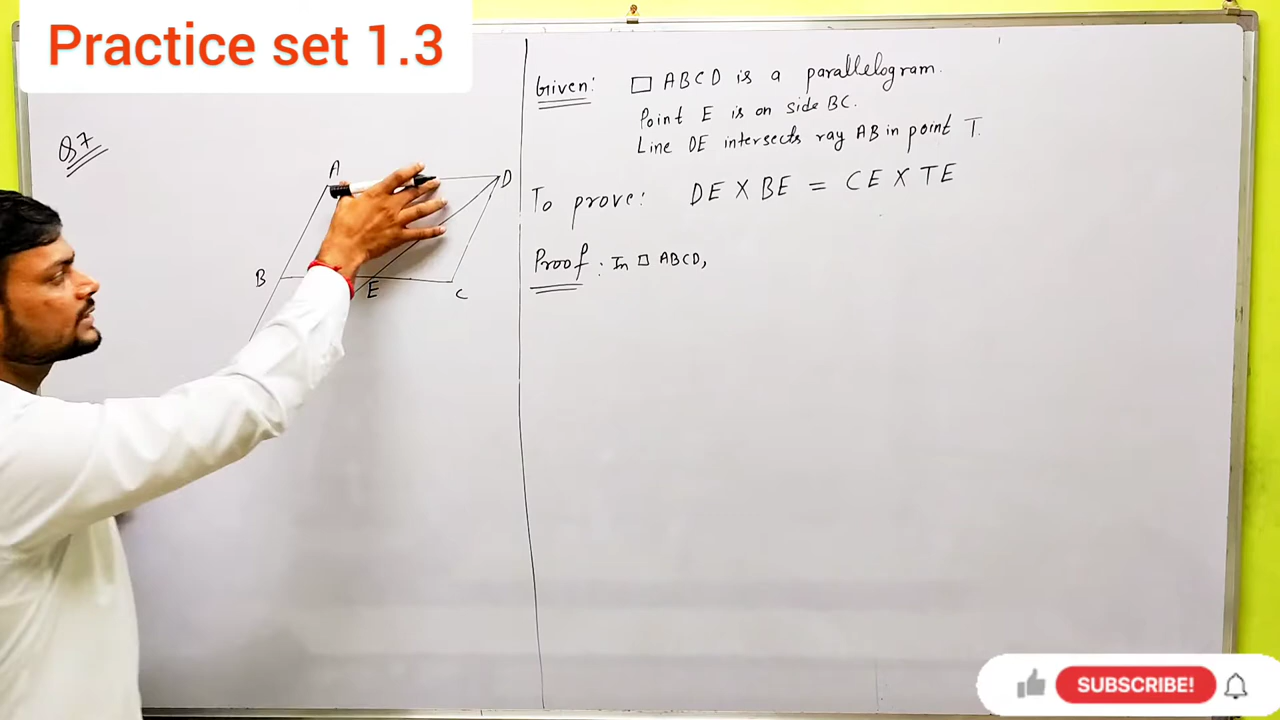 Practice set 1.3
Q7
A
D
B
E
C
Given: □ ABCD is a parallelogram.
Point E is on side BC.
Line DE intersects ray AB in point T.
To prove: DE X BE = CE X TE
Proof: In □ ABCD,
SUBSCRIBE!